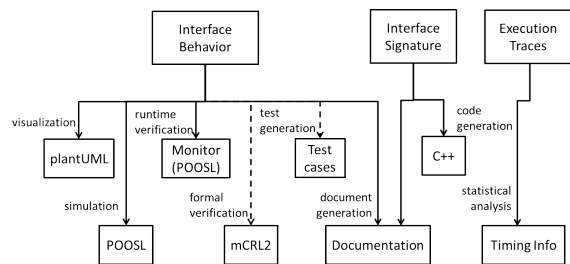 Interface
Behavior
Interface
Signature
Execution
Traces
visualization
runtime
verification
test
generation
code
generation
plantUML
Monitor
(POOSL)
Test
cases
C++
simulation
formal
verification
document
generation
statistical
analysis
POOSL
mCRL2
Documentation
Timing Info